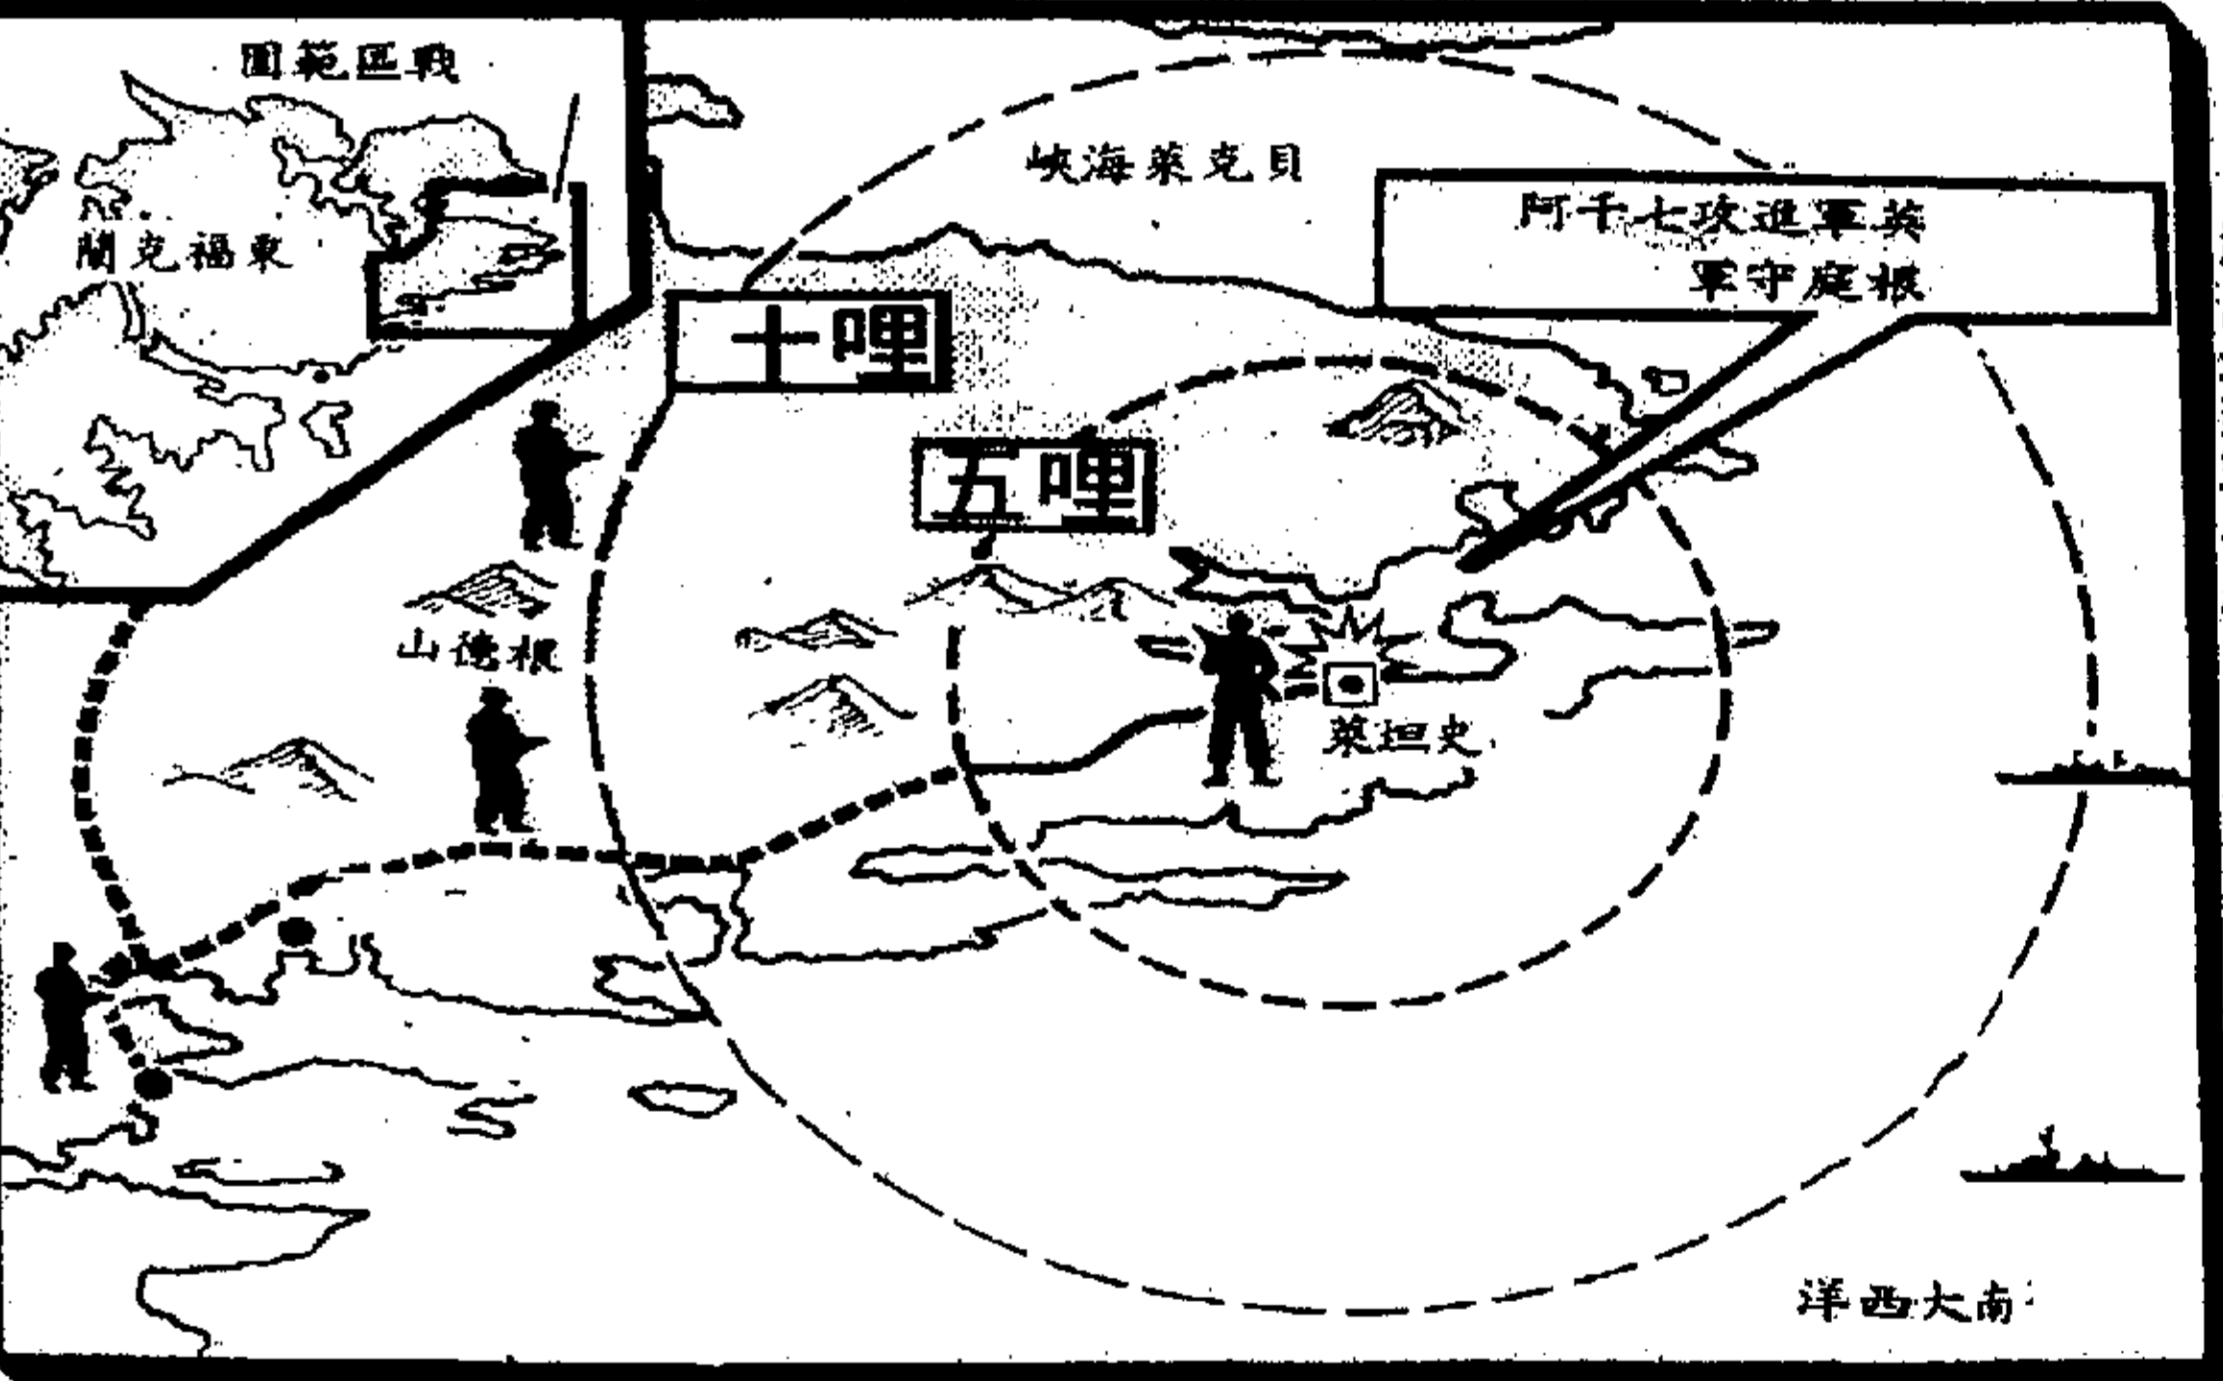 戰區範圍
貝克萊海峽
英軍進攻七千阿
根庭守軍
東福克蘭
十哩
五哩
根德山
史坦萊
南大西洋